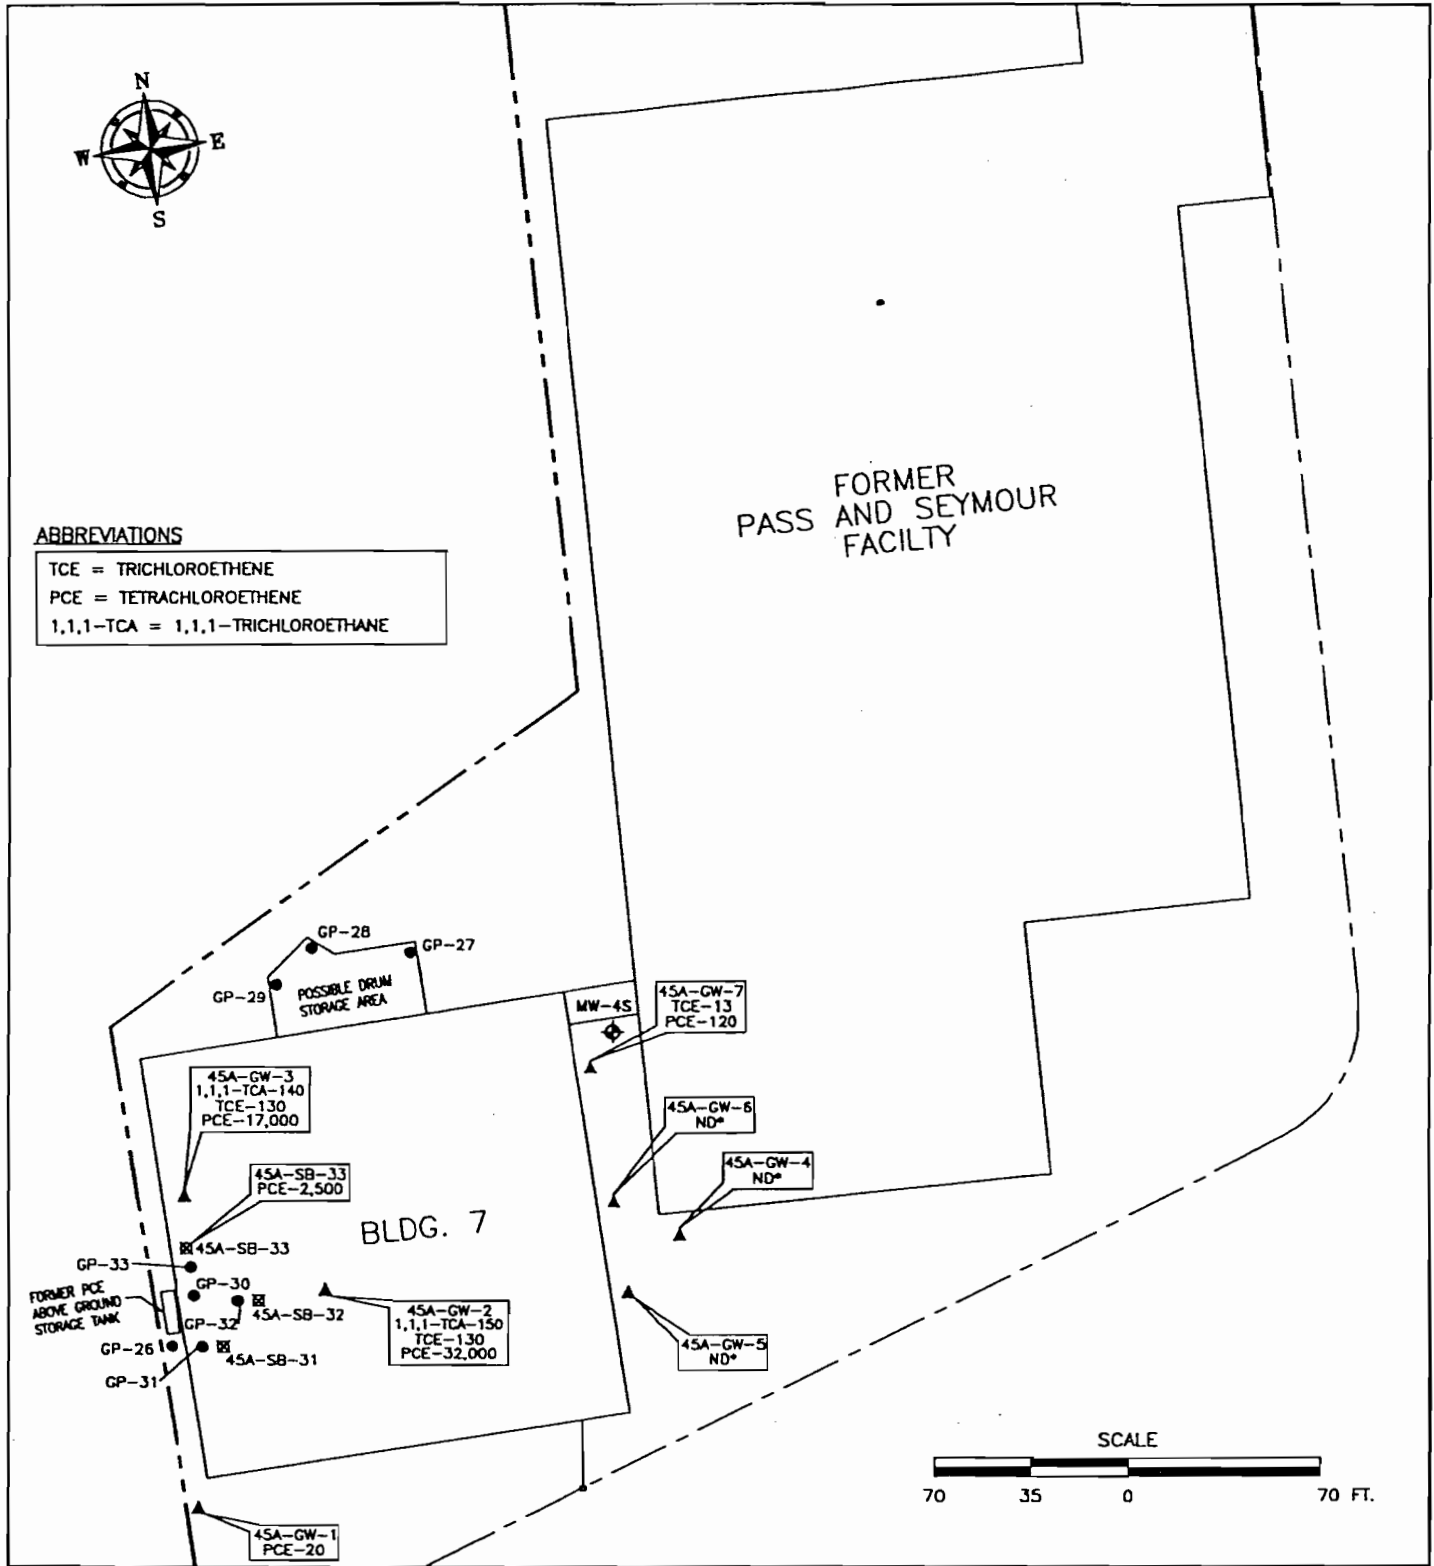 N
W
E
S
FORMER
PASS AND SEYMOUR
FACILTY
ABBREVIATIONS
TCE = TRICHLOROETHENE
PCE = TETRACHLOROETHENE
1,1,1-TCA = 1,1,1-TRICHLOROETHANE
GP-28
GP-27
GP-29
POSSIBLE DRUM
STORAGE AREA
MW-4S
45A-GW-7
TCE-13
PCE-120
45A-GW-3
1,1,1-TCA-140
TCE-130
PCE-17,000
45A-GW-6
ND*
45A-GW-4
ND*
45A-SB-33
PCE-2,500
BLDG. 7
45A-SB-33
GP-33
GP-30
FORMER PCE
ABOVE GROUND
STORAGE TANK
GP-32
45A-SB-32
45A-GW-2
1,1,1-TCA-150
TCE-130
PCE-32,000
GP-26
45A-SB-31
GP-31
45A-GW-5
ND*
45A-GW-1
PCE-20
SCALE
70 35 0 70 FT.